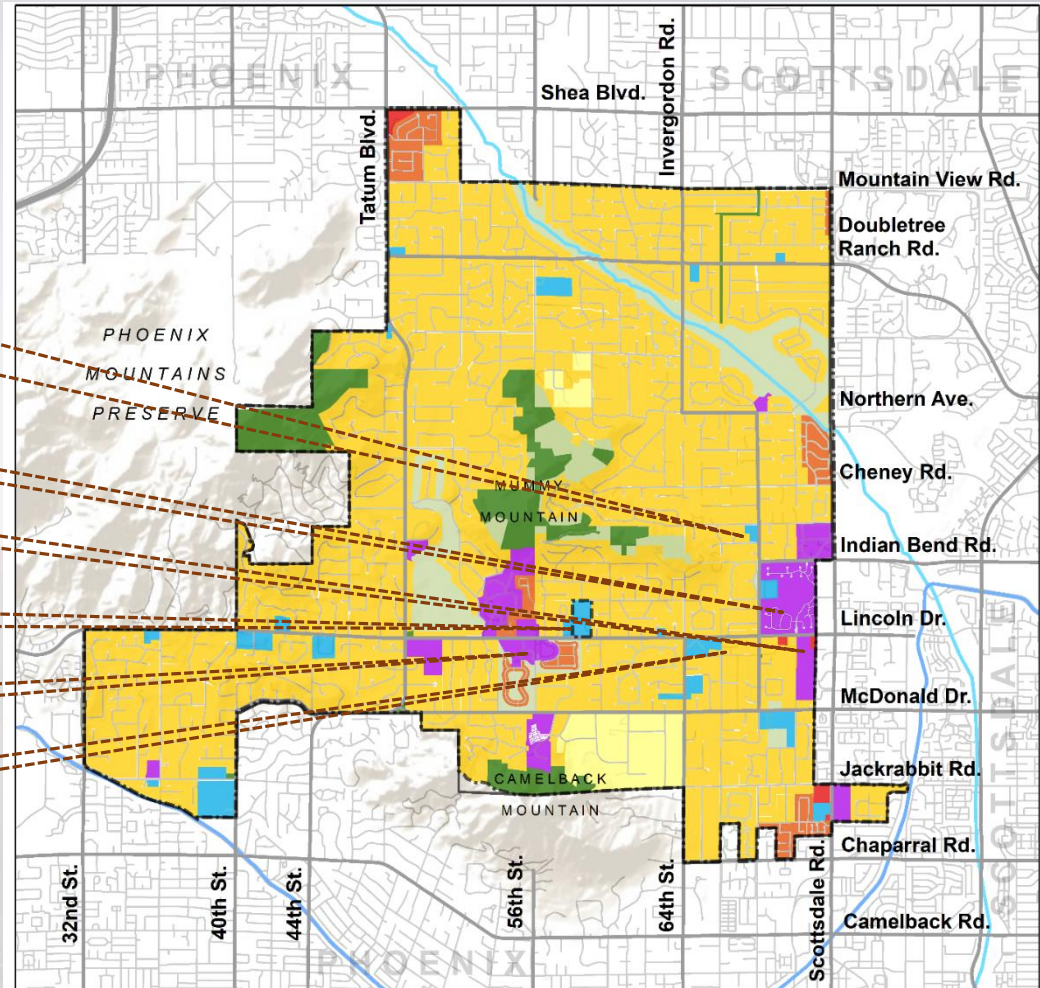 PHOENIX
SCOTTSDALE
Shea Blvd.
Invergordon Rd.
Tatum Blvd.
Mountain View Rd.
Doubletree
Ranch Rd.
PHOENIX
MOUNTAINS
PRESERVE
Northern Ave.
Cheney Rd.
MUMMY
MOUNTAIN
Indian Bend Rd.
Lincoln Dr.
McDonald Dr.
SCOTTSDALE
Jackrabbit Rd.
CAMELBACK
MOUNTAIN
Chaparral Rd.
32nd St.
40th St.
44th St.
56th St.
64th St.
Scottsdale Rd.
Camelback Rd.
PHOENIX